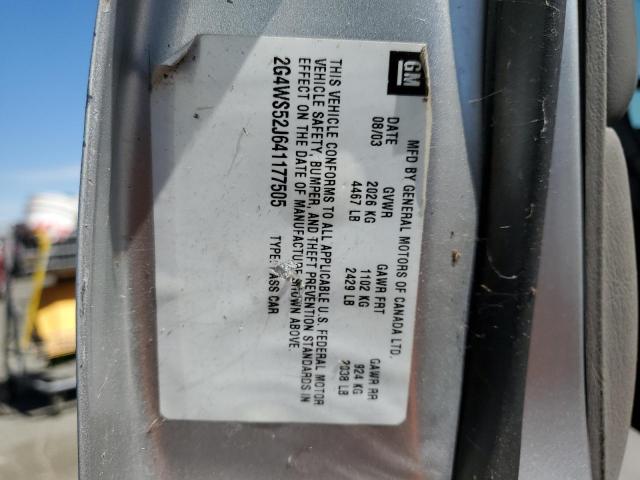 GM
MFD BY GENERAL MOTORS OF CANADA LTD.
DATE GVWR GAWR FRT GAWR RR
08/03 2026 KG 1102 KG 924 KG
4467 LB 2429 LB 2038 LB
THIS VEHICLE CONFORMS TO ALL APPLICABLE U.S. FEDERAL MOTOR
VEHICLE SAFETY, BUMPER, AND THEFT PREVENTION STANDARDS IN
EFFECT ON THE DATE OF MANUFACTURE SHOWN ABOVE.
2G4WS52J641177505 TYPE: PASS CAR